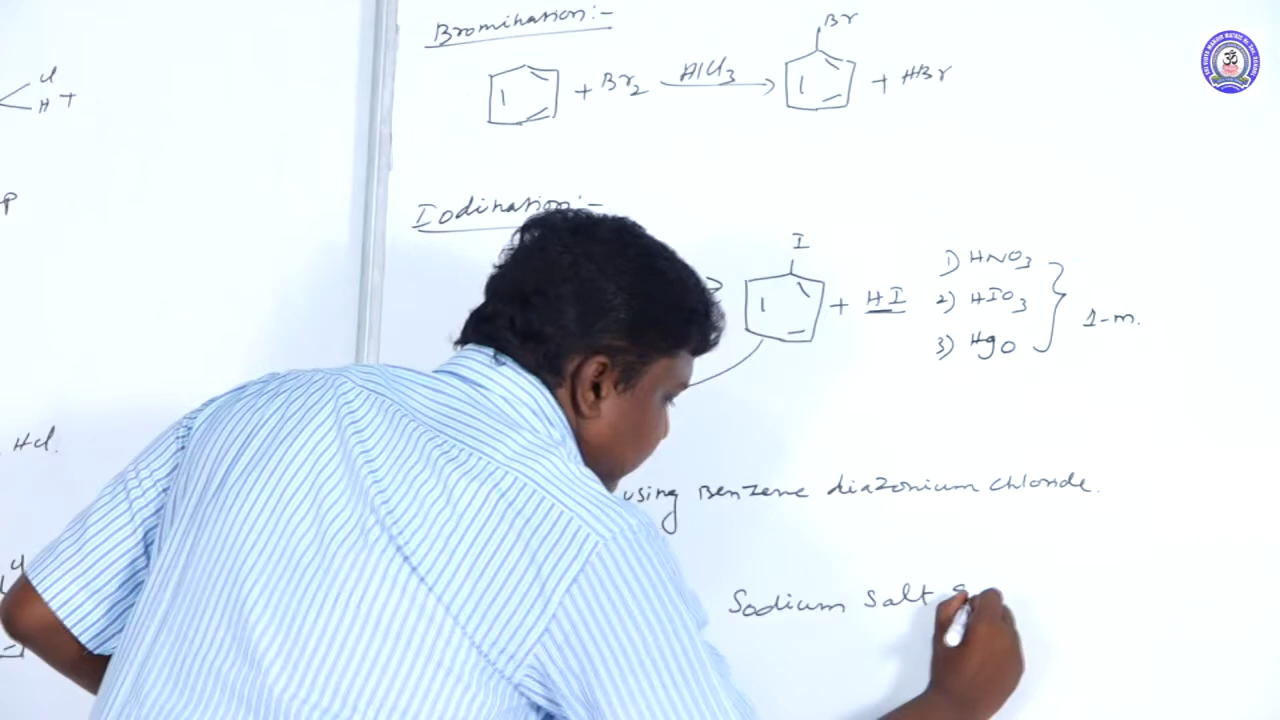 Bromination:-
Br
+ Br2 AlCl3 + HBr
Cl
H +
P
Iodination:-
I
+ HI
1) HNO3
2) HIO3
3) HgO
1-m.
HCl.
using Benzene diazonium chloride.
Sodium Salt